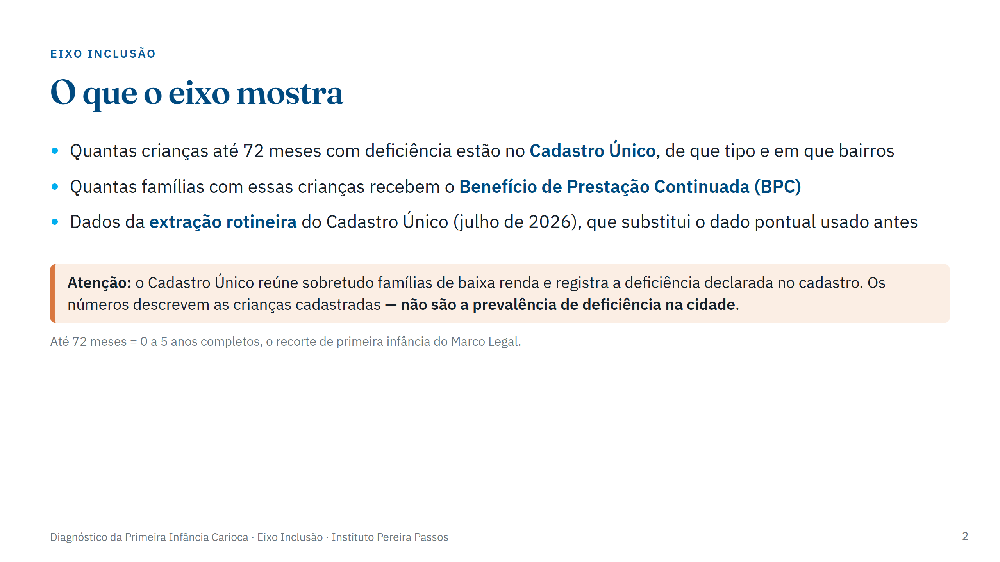 EIXO INCLUSÃO
O que o eixo mostra
• Quantas crianças até 72 meses com deficiência estão no Cadastro Único, de que tipo e em que bairros
• Quantas famílias com essas crianças recebem o Benefício de Prestação Continuada (BPC)
• Dados da extração rotineira do Cadastro Único (julho de 2026), que substitui o dado pontual usado antes
Atenção: o Cadastro Único reúne sobretudo famílias de baixa renda e registra a deficiência declarada no cadastro. Os
números descrevem as crianças cadastradas — não são a prevalência de deficiência na cidade.
Até 72 meses = 0 a 5 anos completos, o recorte de primeira infância do Marco Legal.
Diagnóstico da Primeira Infância Carioca · Eixo Inclusão · Instituto Pereira Passos
2